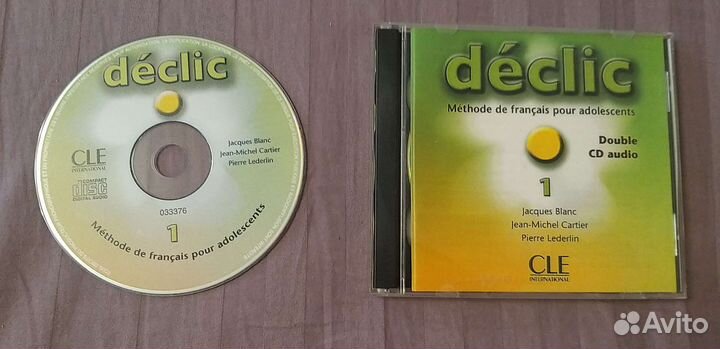 déclic
Jacques Blanc
Jean-Michel Cartier
Pierre Lederlin
CLE
INTERNATIONAL
COMPACT
disc
DIGITAL AUDIO
033376
1
Méthode de français pour adolescents
déclic
Méthode de français pour adolescents
Double
CD audio
1
Jacques Blanc
Jean-Michel Cartier
Pierre Lederlin
CLE
INTERNATIONAL
Avito